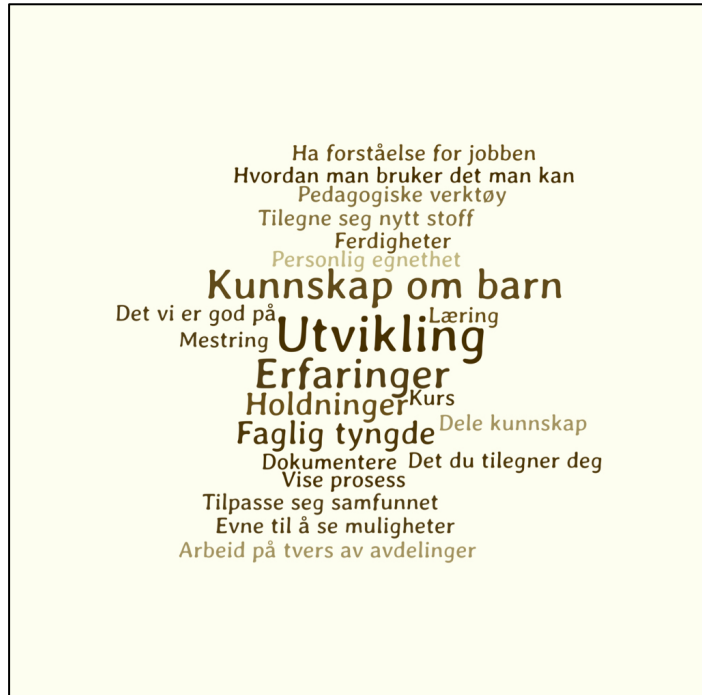 Ha forståelse for jobben
Hvordan man bruker det man kan
Pedagogiske verktøy
Tilegne seg nytt stoff
Ferdigheter
Personlig egnethet
Kunnskap om barn
Det vi er god på
Læring
Utvikling
Mestring
Erfaringer
Holdninger
Kurs
Dele kunnskap
Faglig tyngde
Dokumentere
Det du tilegner deg
Vise prosess
Tilpasse seg samfunnet
Evne til å se muligheter
Arbeid på tvers av avdelinger